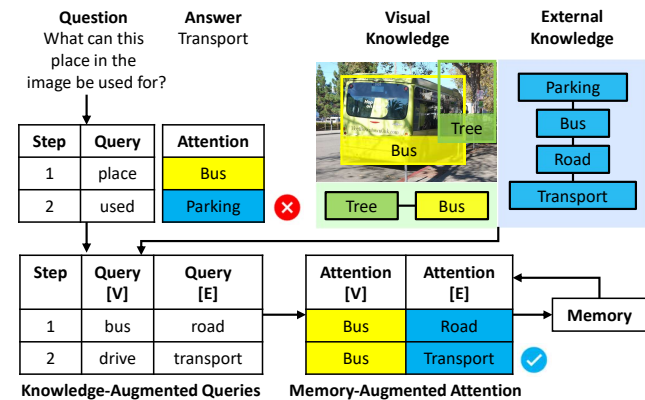 Question
What can this
place in the
image be used for?
Answer
Transport
Visual
Knowledge
External
Knowledge
Tree
Bus
Tree
Bus
Parking
Bus
Road
Transport
Step Query Attention
1 place Bus
2 used Parking
Step Query [V] Query [E]
1 bus road
2 drive transport
Knowledge-Augmented Queries
Attention [V] Attention [E]
Bus Road
Bus Transport
Memory-Augmented Attention
Memory